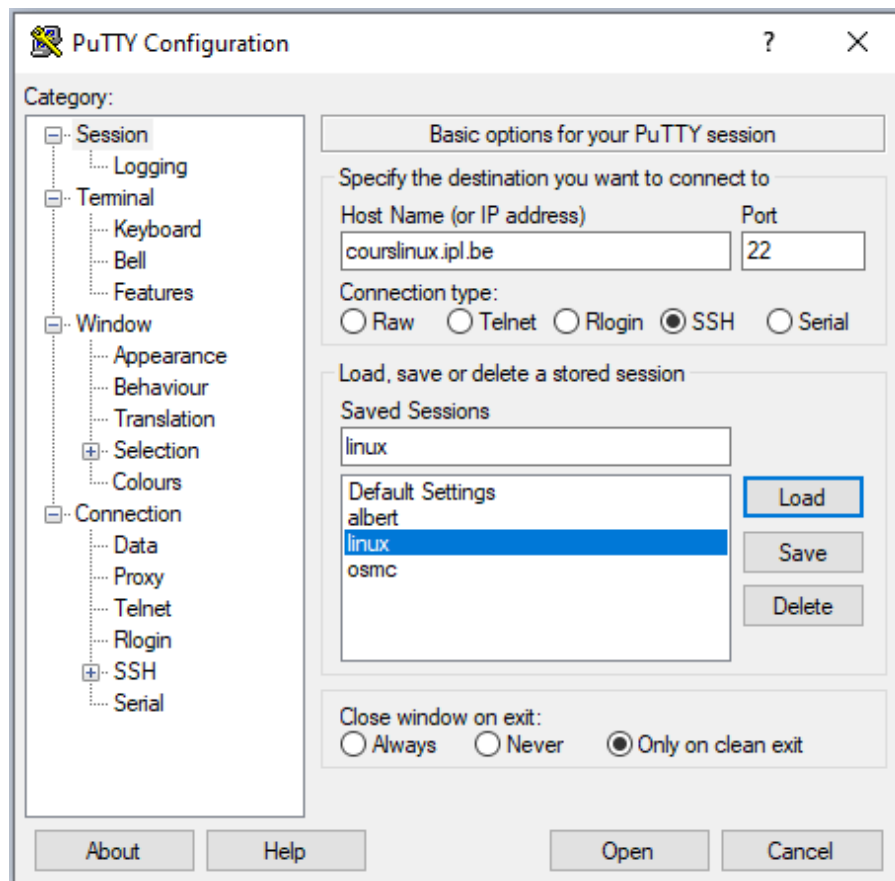 PuTTY Configuration
?
Category:
Session
Logging
Terminal
Keyboard
Bell
Features
Window
Appearance
Behaviour
Translation
Selection
Colours
Connection
Data
Proxy
Telnet
Rlogin
SSH
Serial
Basic options for your PuTTY session
Specify the destination you want to connect to
Host Name (or IP address) Port
courslinux.ipl.be 22
Connection type:
Raw Telnet Rlogin SSH Serial
Load, save or delete a stored session
Saved Sessions
linux
Default Settings
albert
linux
osmc
Load
Save
Delete
Close window on exit:
Always Never Only on clean exit
About Help Open Cancel